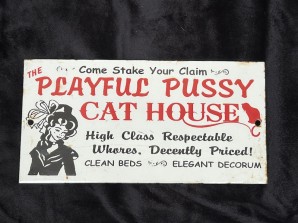 Come Stake Your Claim
THE PLAYFUL PUSSY
CAT HOUSE
High Class Respectable
Whores, Decently Priced!
CLEAN BEDS ELEGANT DECORUM